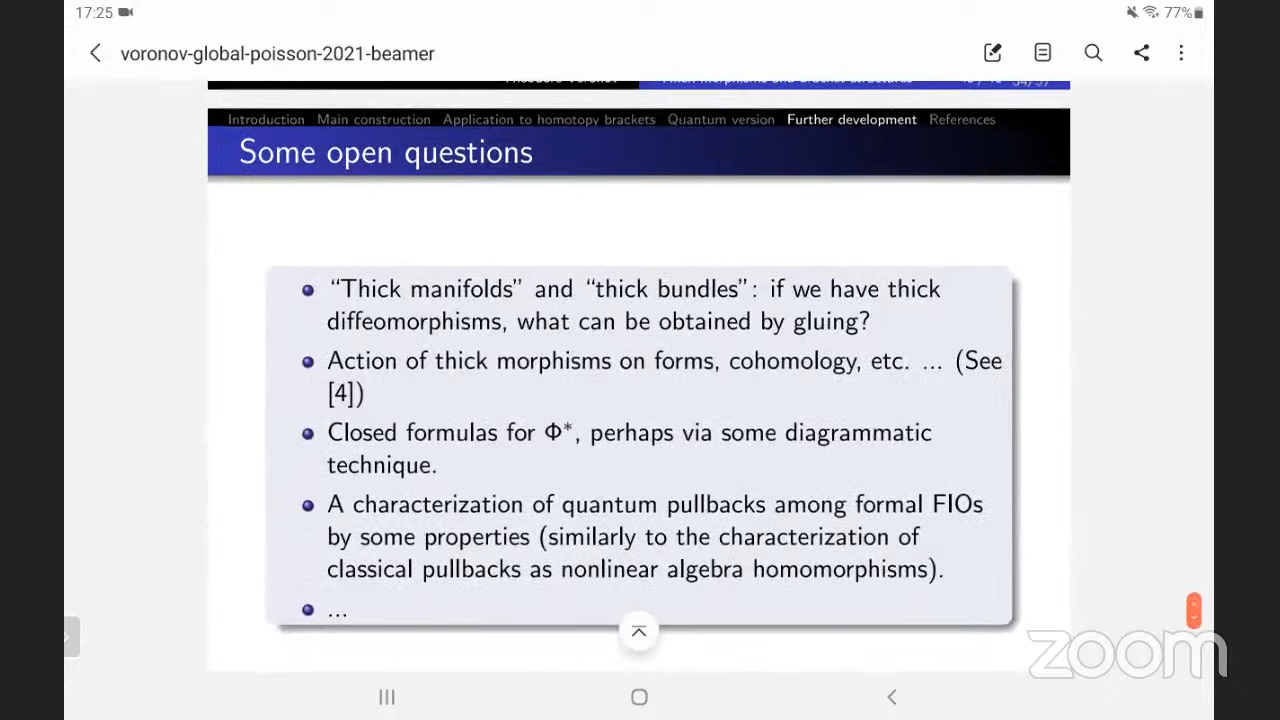 17:25
77%
voronov-global-poisson-2021-beamer
Introduction Main construction Application to homotopy brackets Quantum version Further development References
Some open questions
“Thick manifolds” and “thick bundles”: if we have thick
diffeomorphisms, what can be obtained by gluing?
Action of thick morphisms on forms, cohomology, etc. ... (See
[4])
Closed formulas for Φ*, perhaps via some diagrammatic
technique.
A characterization of quantum pullbacks among formal FIOs
by some properties (similarly to the characterization of
classical pullbacks as nonlinear algebra homomorphisms).
...
zoom